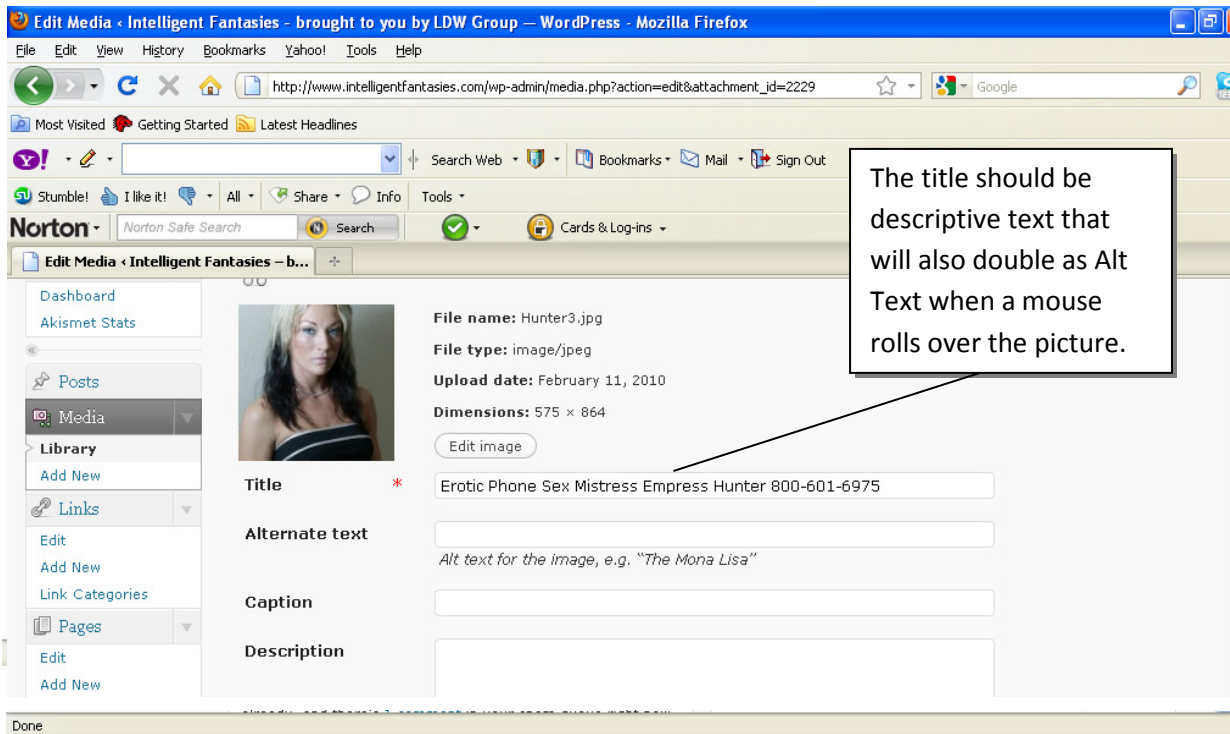 Edit Media ‹ Intelligent Fantasies - brought to you by LDW Group — WordPress - Mozilla Firefox
File Edit View History Bookmarks Yahoo! Tools Help
http://www.intelligentfantasies.com/wp-admin/media.php?action=edit&attachment_id=2229 Google
Most Visited Getting Started Latest Headlines
Y! Search Web Bookmarks Mail Sign Out
Stumble! I like it! All Share Info Tools
Norton Norton Safe Search Search Cards & Log-ins
Edit Media ‹ Intelligent Fantasies – b...
The title should be
descriptive text that
will also double as Alt
Text when a mouse
rolls over the picture.
Dashboard
Akismet Stats
Posts
Media
Library
Add New
Links
Edit
Add New
Link Categories
Pages
Edit
Add New
File name: Hunter3.jpg
File type: image/jpeg
Upload date: February 11, 2010
Dimensions: 575 × 864
Edit image
Title * Erotic Phone Sex Mistress Empress Hunter 800-601-6975
Alternate text
Alt text for the image, e.g. “The Mona Lisa”
Caption
Description
Done